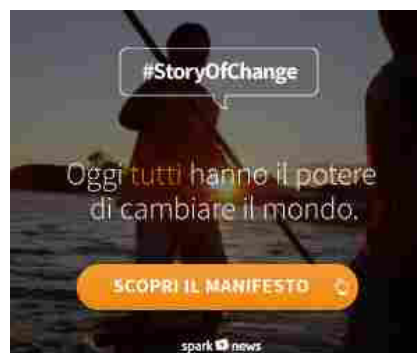 #StoryOfChange
Oggi tutti hanno il potere
di cambiare il mondo.
SCOPRI IL MANIFESTO
spark news